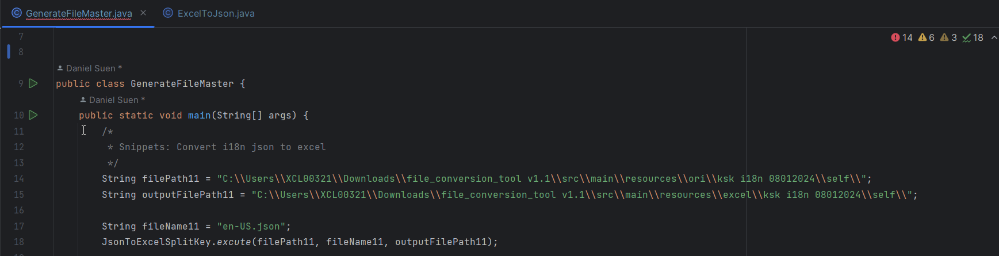 GenerateFileMaster.java ExcelToJson.java
7 14 6 3 18
8
Daniel Suen *
9 public class GenerateFileMaster {
Daniel Suen *
10 public static void main(String[] args) {
11 /*
12 * Snippets: Convert i18n json to excel
13 */
14 String filePath11 = "C:\\Users\\XCL00321\\Downloads\\file_conversion_tool v1.1\\src\\main\\resources\\ori\\ksk i18n 08012024\\self\\";
15 String outputFilePath11 = "C:\\Users\\XCL00321\\Downloads\\file_conversion_tool v1.1\\src\\main\\resources\\excel\\ksk i18n 08012024\\self\\";
16
17 String fileName11 = "en-US.json";
18 JsonToExcelSplitKey.excute(filePath11, fileName11, outputFilePath11);